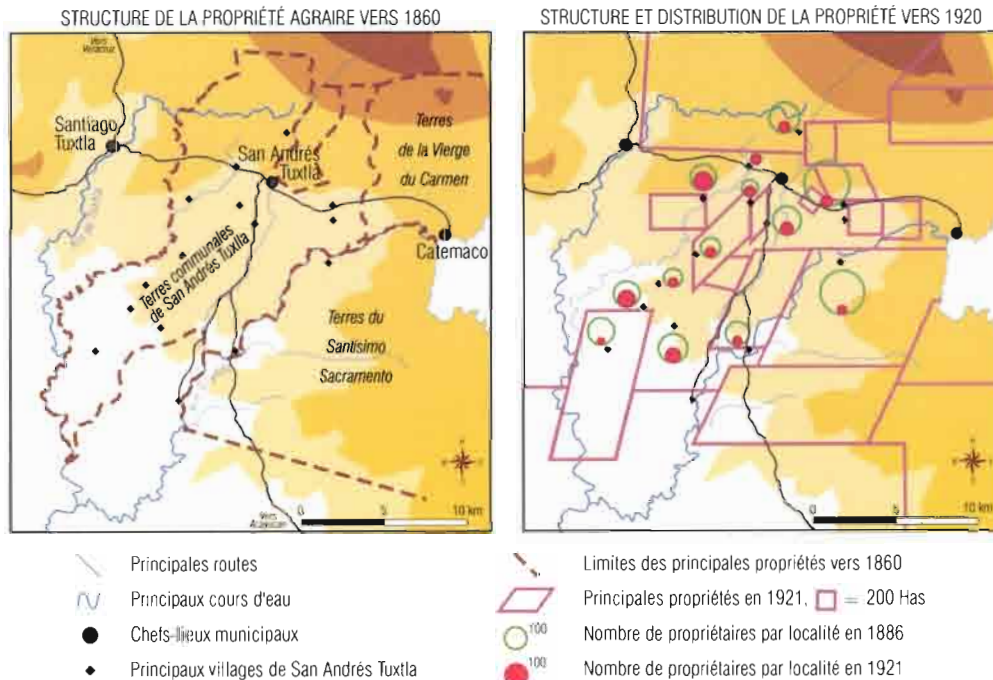 STRUCTURE DE LA PROPRIÉTÉ AGRAIRE VERS 1860
Vers
Veracruz
Santiago
Tuxtla
San Andrés
Tuxtla
Terres
de la Vierge
du Carmen
Catemaco
Terres communales
de San Andrés Tuxtla
Terres du
Santísimo
Sacramento
Vers
Acayucan
0 5 10 km
STRUCTURE ET DISTRIBUTION DE LA PROPRIÉTÉ VERS 1920
0 5 10 km
Principales routes
Principaux cours d'eau
Chefs-lieux municipaux
Principaux villages de San Andrés Tuxtla
Limites des principales propriétés vers 1860
Principales propriétés en 1921, = 200 Has
100 Nombre de propriétaires par localité en 1886
100 Nombre de propriétaires par localité en 1921